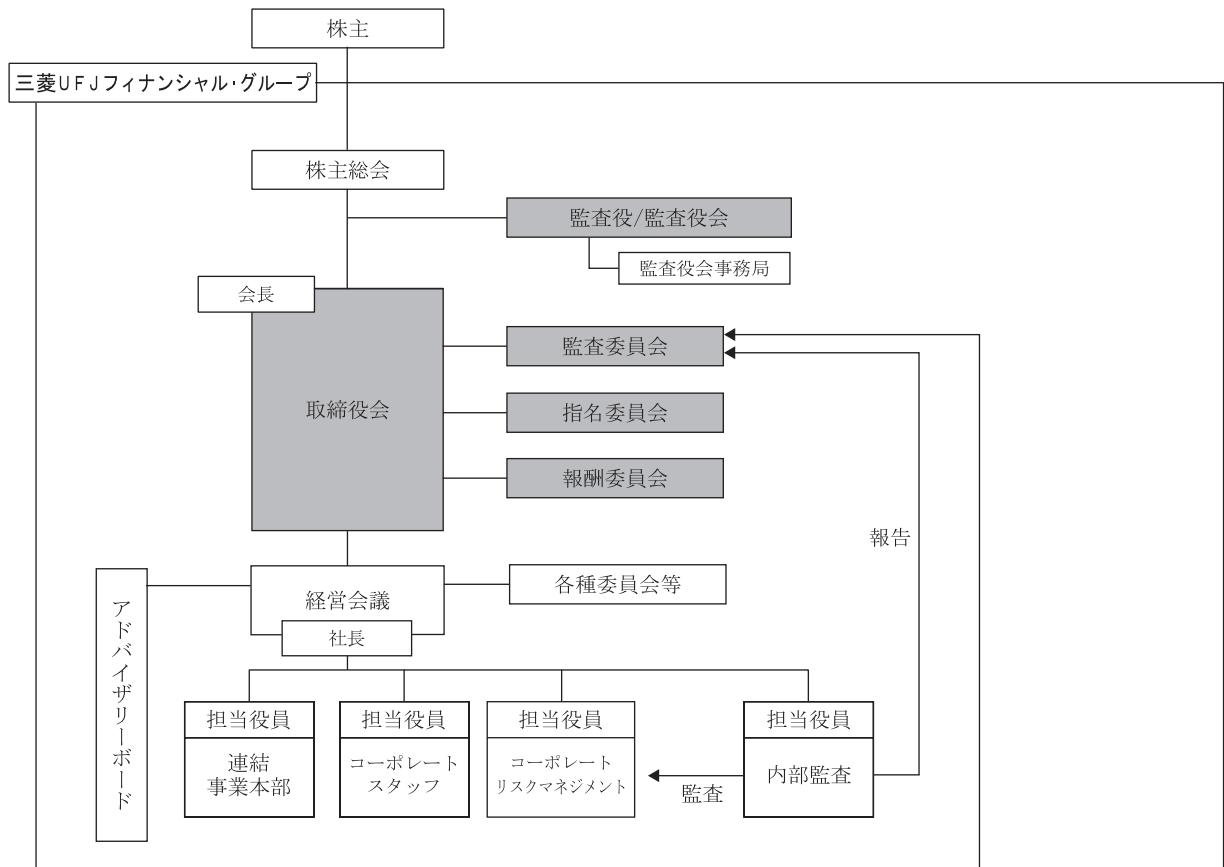 株主
三菱UFJフィナンシャル・グループ
株主総会
監査役/監査役会
監査役会事務局
会長
監査委員会
取締役会
指名委員会
報酬委員会
報告
経営会議
各種委員会等
社長
アドバイザリーボード
担当役員
担当役員
担当役員
担当役員
連結
事業本部
コーポレート
スタッフ
コーポレート
リスクマネジメント
監査
内部監査